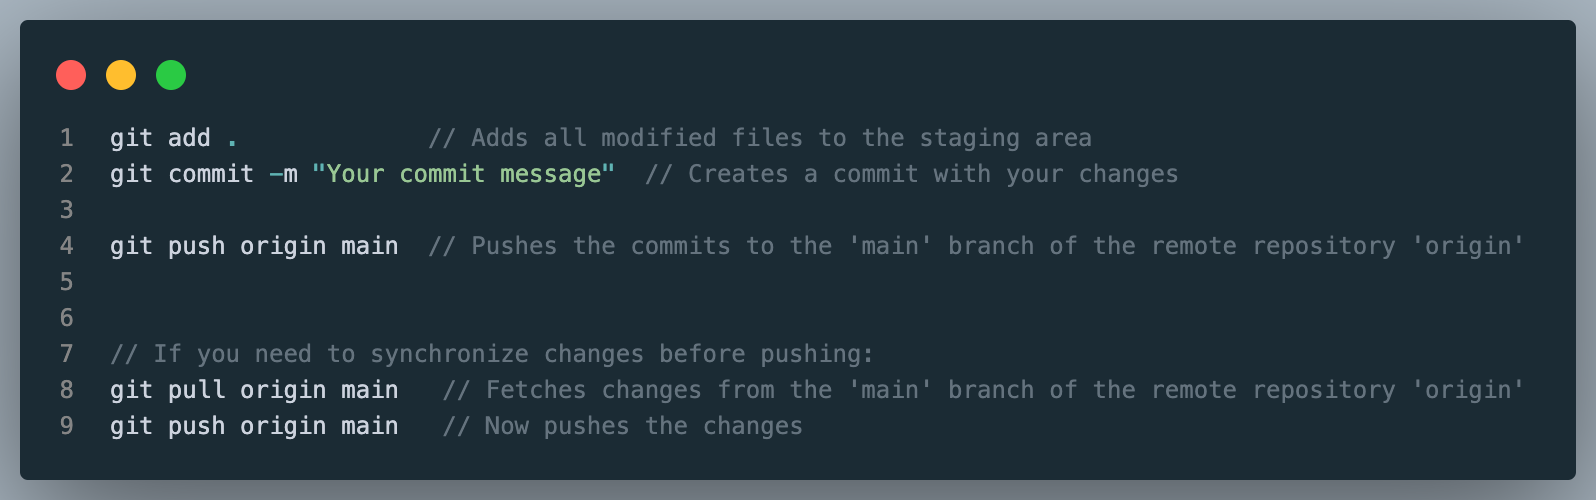 1 git add .             // Adds all modified files to the staging area
2 git commit -m "Your commit message"  // Creates a commit with your changes
3
4 git push origin main  // Pushes the commits to the 'main' branch of the remote repository 'origin'
5
6
7 // If you need to synchronize changes before pushing:
8 git pull origin main   // Fetches changes from the 'main' branch of the remote repository 'origin'
9 git push origin main   // Now pushes the changes